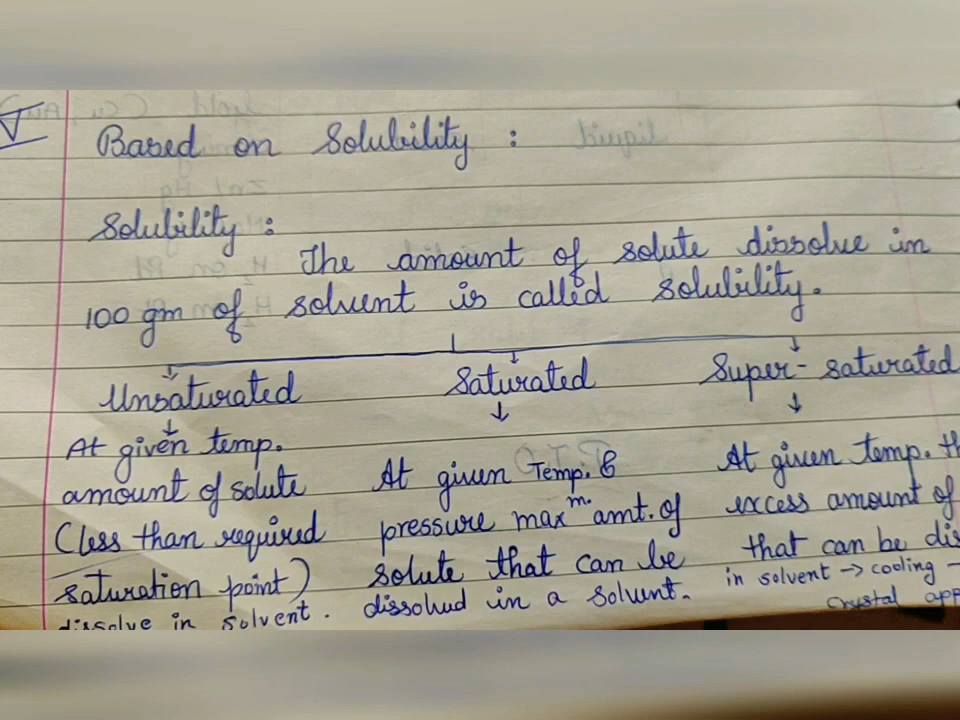 V
Based on Solubility :
Solubility :
The amount of solute dissolve in
100 gm of solvent is called solubility.
Unsaturated
At given temp.
amount of solute
(less than required
saturation point)
dissolve in solvent.
Saturated
At given Temp. &
pressure maxᵐ. amt. of
solute that can be
dissolved in a solvent.
Super-saturated
At given temp. th
excess amount of
that can be dis
in solvent → cooling –
crystal app